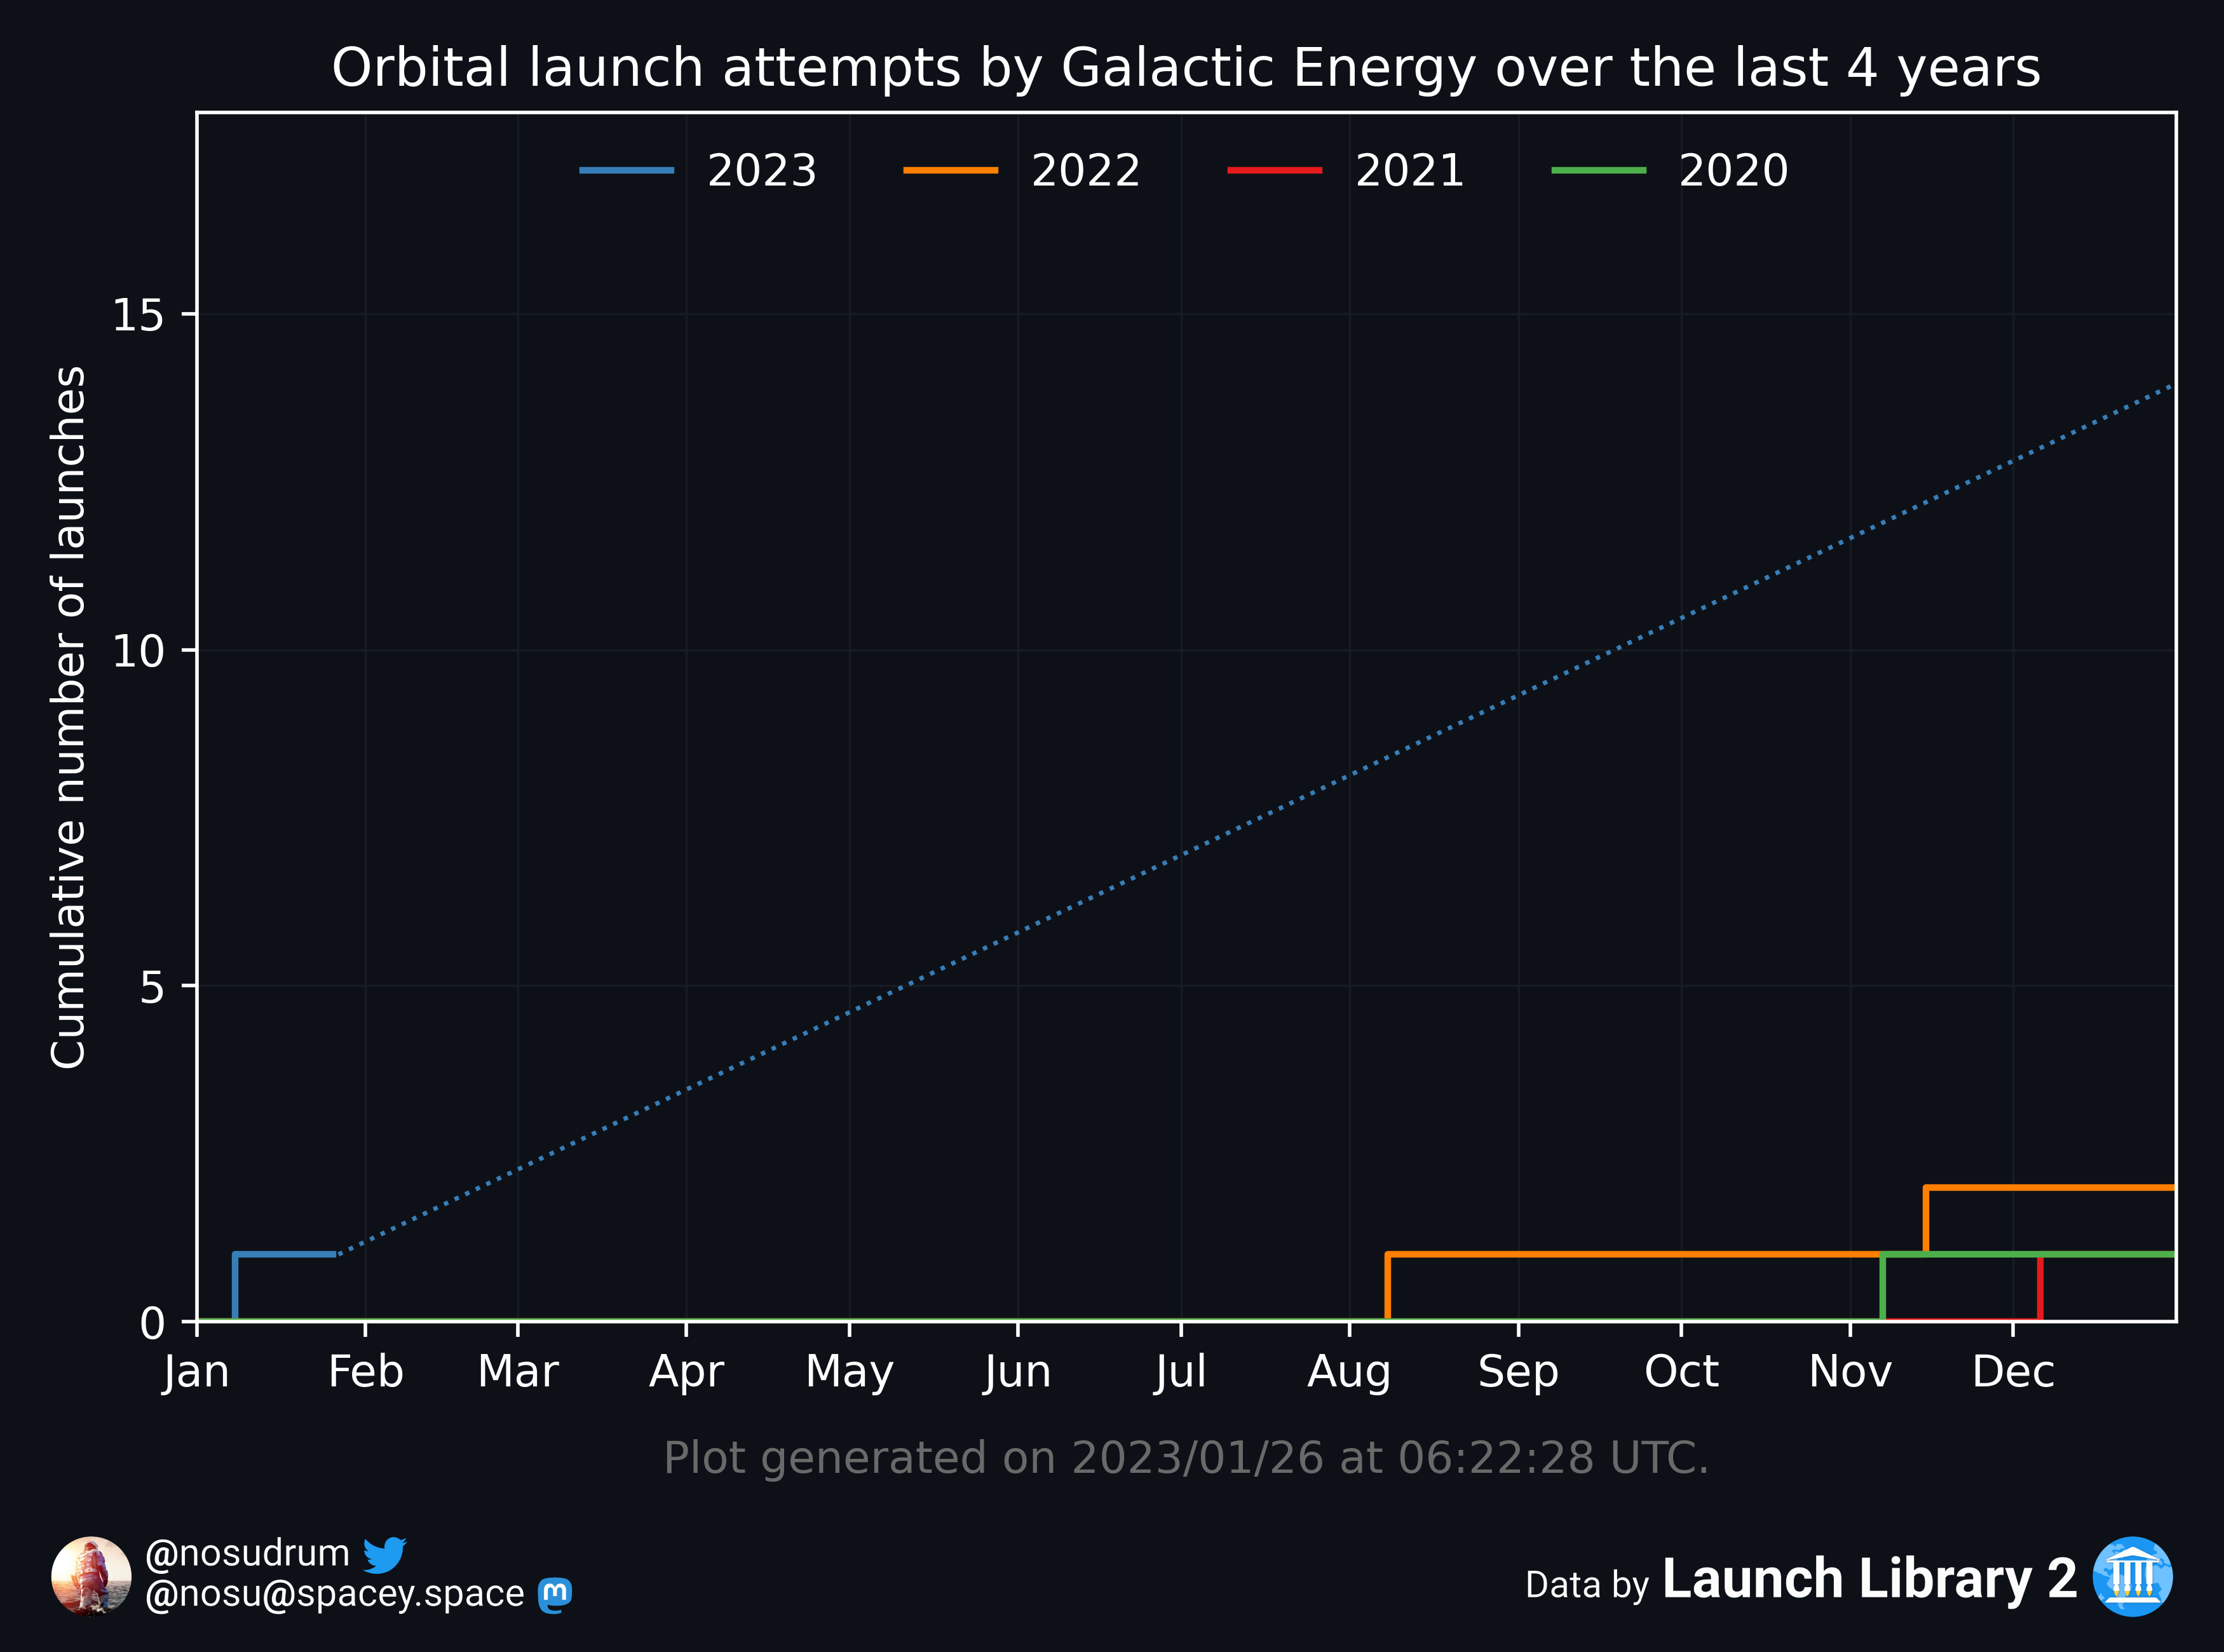 Orbital launch attempts by Galactic Energy over the last 4 years
2023 2022 2021 2020
Cumulative number of launches
15
10
5
0
Jan Feb Mar Apr May Jun Jul Aug Sep Oct Nov Dec
Plot generated on 2023/01/26 at 06:22:28 UTC.
@nosudrum
@nosu@spacey.space
Data by Launch Library 2